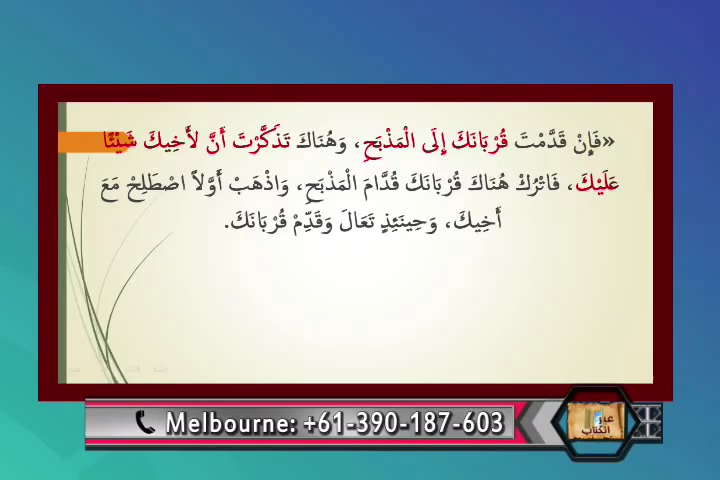 «فَإِنْ قَدَّمْتَ قُرْبَانَكَ إِلَى الْمَذْبَحِ، وَهُنَاكَ تَذَكَّرْتَ أَنَّ لأَخِيكَ شَيْئًا
عَلَيْكَ، فَاتْرُكْ هُنَاكَ قُرْبَانَكَ قُدَّامَ الْمَذْبَحِ، وَاذْهَبْ أَوَّلاً اصْطَلِحْ مَعَ
أَخِيكَ، وَحِينَئِذٍ تَعَالَ وَقَدِّمْ قُرْبَانَكَ.
Melbourne: +61-390-187-603
الكتاب